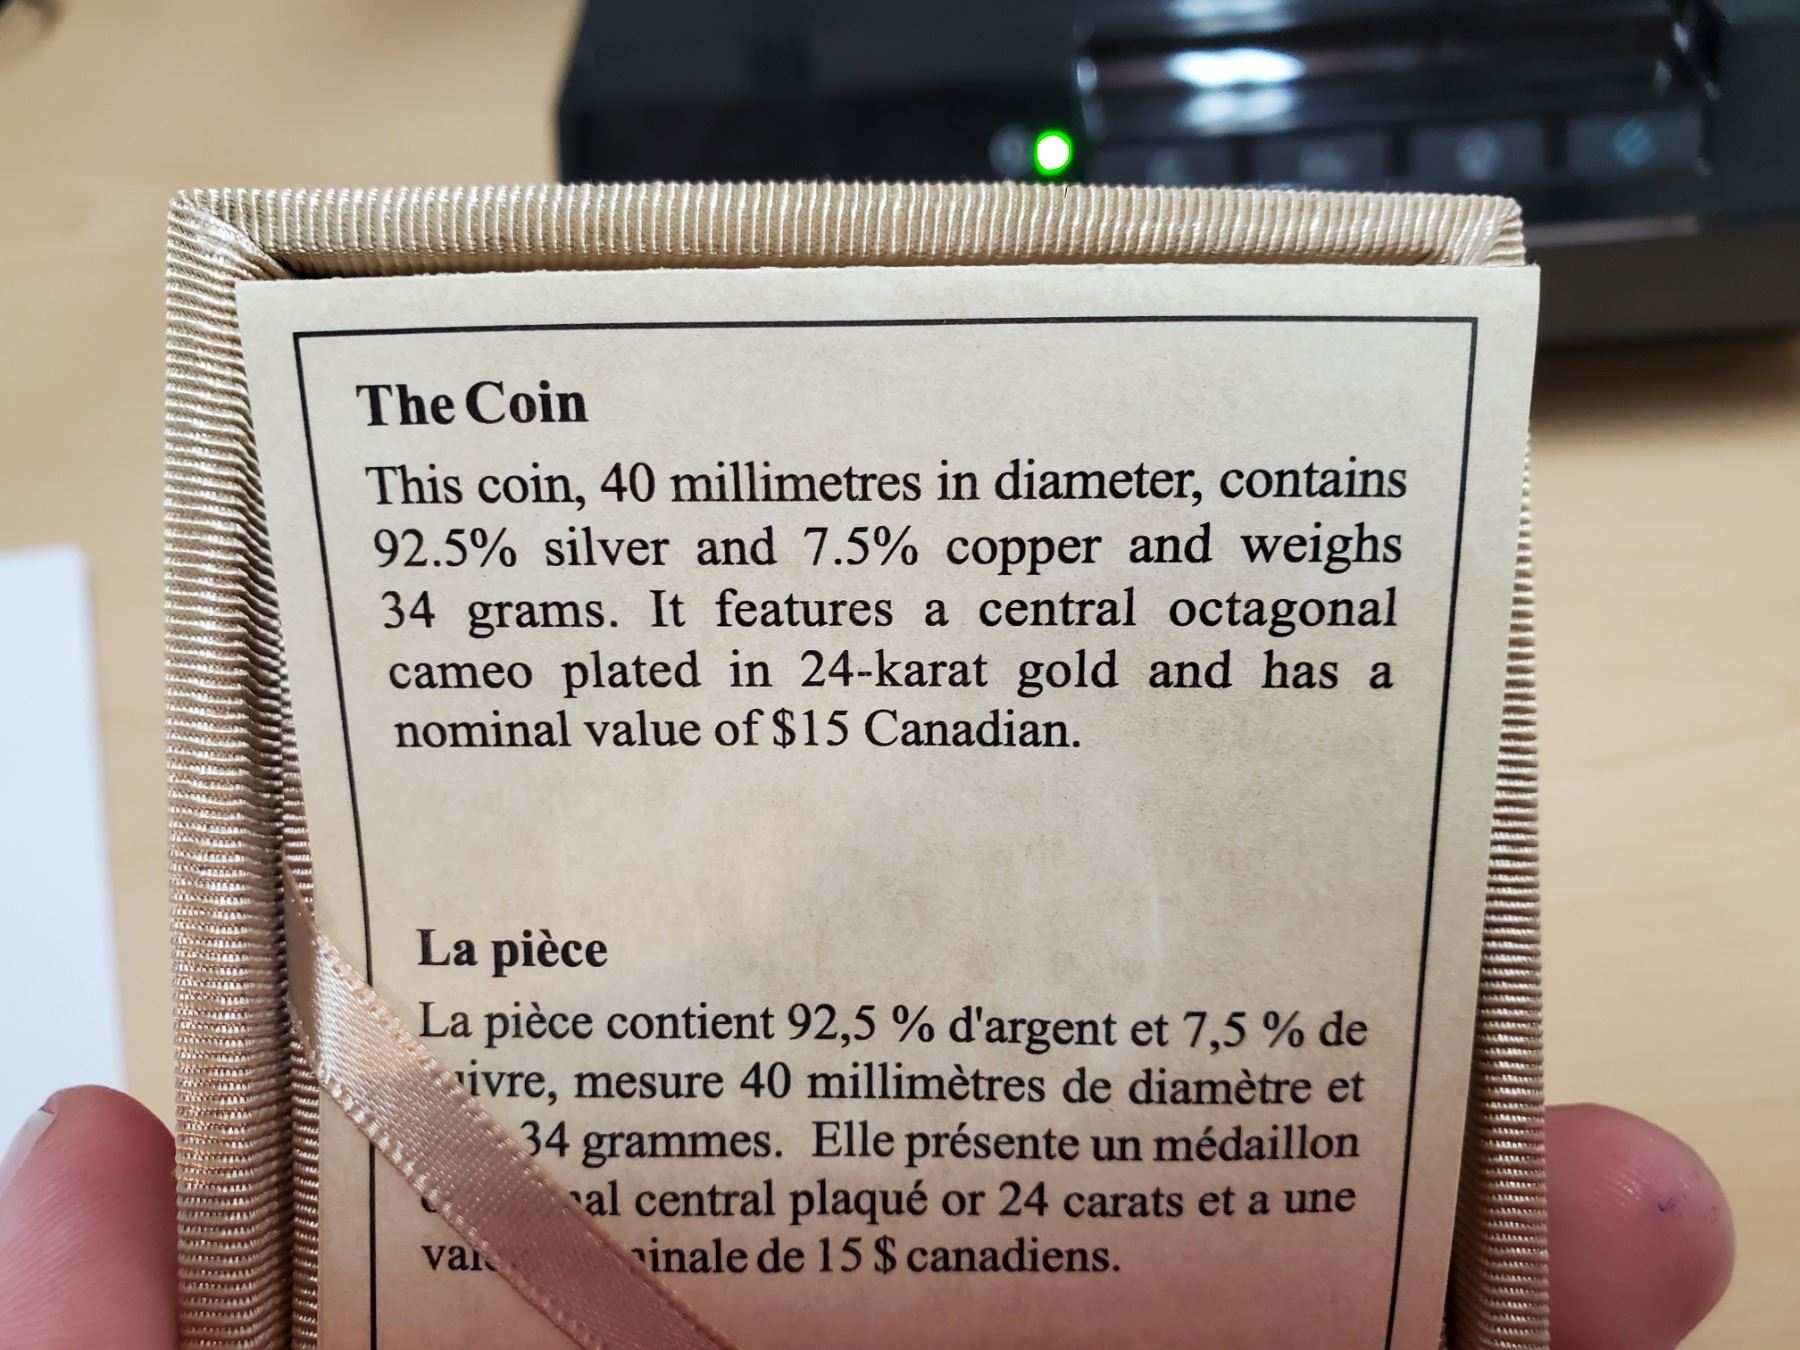 The Coin
This coin, 40 millimetres in diameter, contains
92.5% silver and 7.5% copper and weighs
34 grams. It features a central octagonal
cameo plated in 24-karat gold and has a
nominal value of $15 Canadian.
La pièce
La pièce contient 92,5 % d'argent et 7,5 % de
mesure 40 millimètres de diamètre et
34 grammes. Elle présente un médaillon
central plaqué or 24 carats et a une
de 15 $ canadiens.